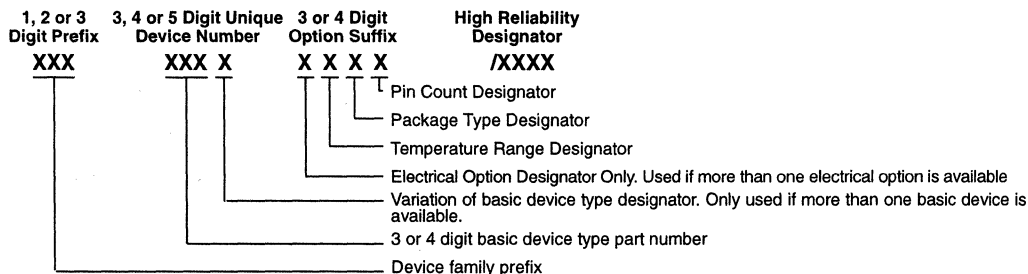 1, 2 or 3 3, 4 or 5 Digit Unique 3 or 4 Digit High Reliability
Digit Prefix Device Number Option Suffix Designator
XXX XXX X X X X X /XXXX
Pin Count Designator
Package Type Designator
Temperature Range Designator
Electrical Option Designator Only. Used if more than one electrical option is available
Variation of basic device type designator. Only used if more than one basic device is
available.
3 or 4 digit basic device type part number
Device family prefix